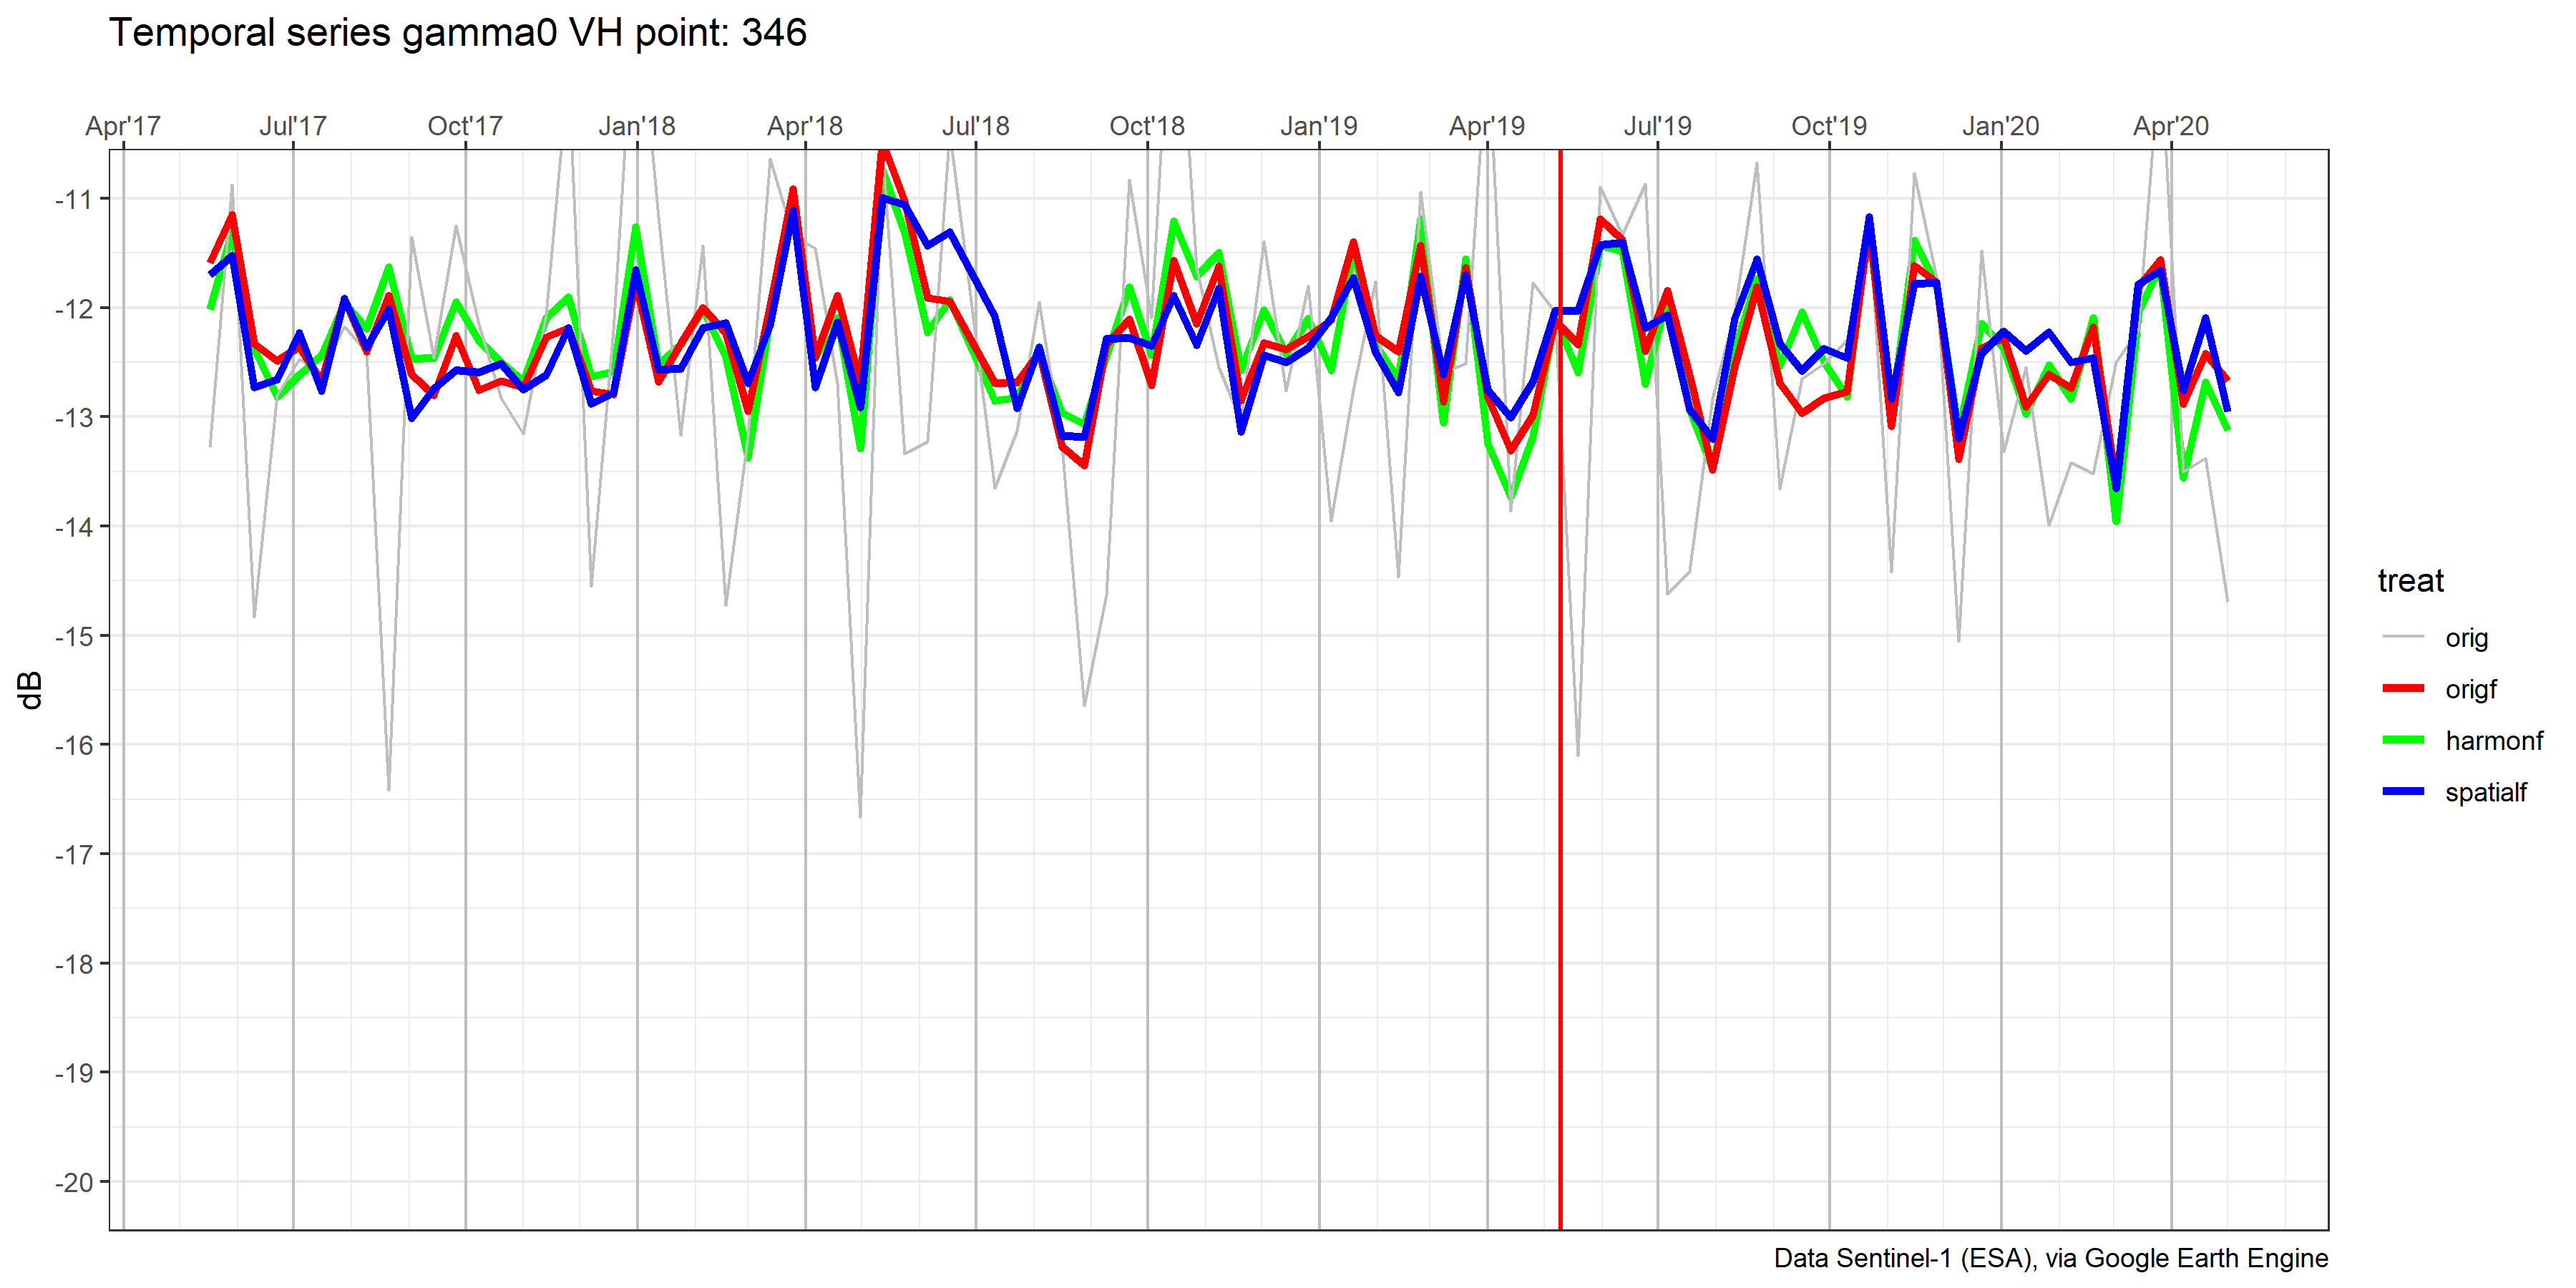 Temporal series gamma0 VH point: 346
Apr'17 Jul'17 Oct'17 Jan'18 Apr'18 Jul'18 Oct'18 Jan'19 Apr'19 Jul'19 Oct'19 Jan'20 Apr'20
-11
-12
-13
-14
-15
-16
-17
-18
-19
-20
dB
treat
orig
origf
harmonf
spatialf
Data Sentinel-1 (ESA), via Google Earth Engine